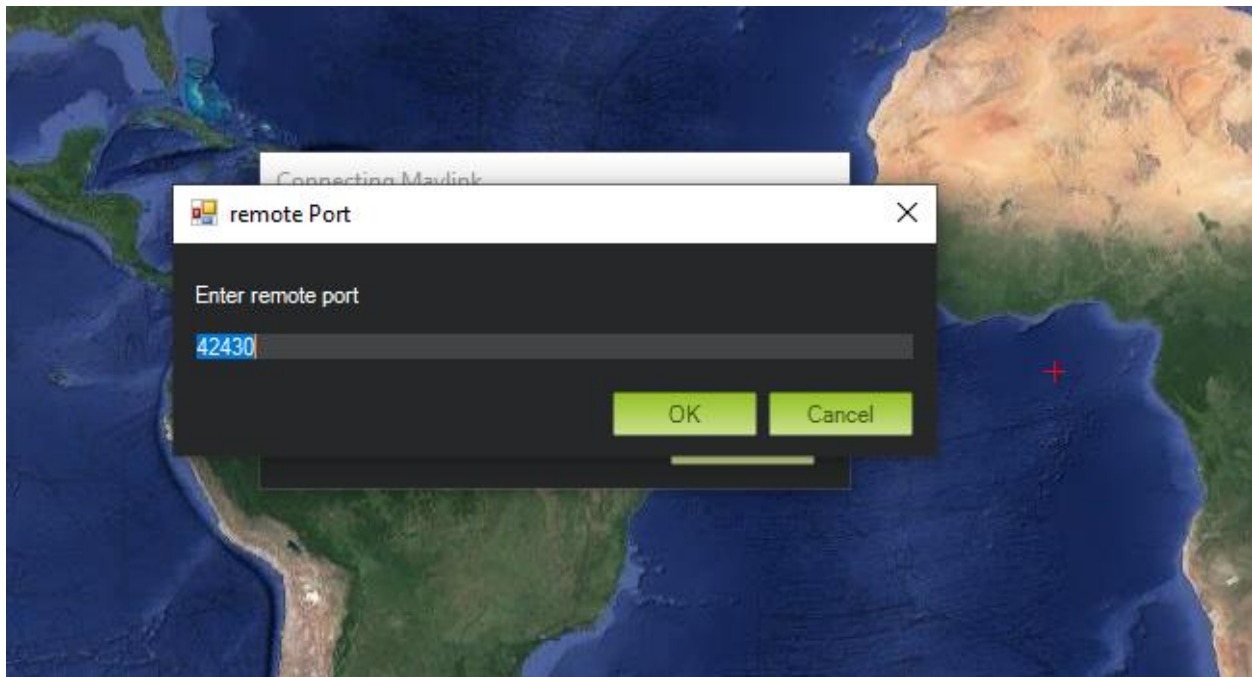 Connecting Mavlink
remote Port
Enter remote port
42430
OK
Cancel